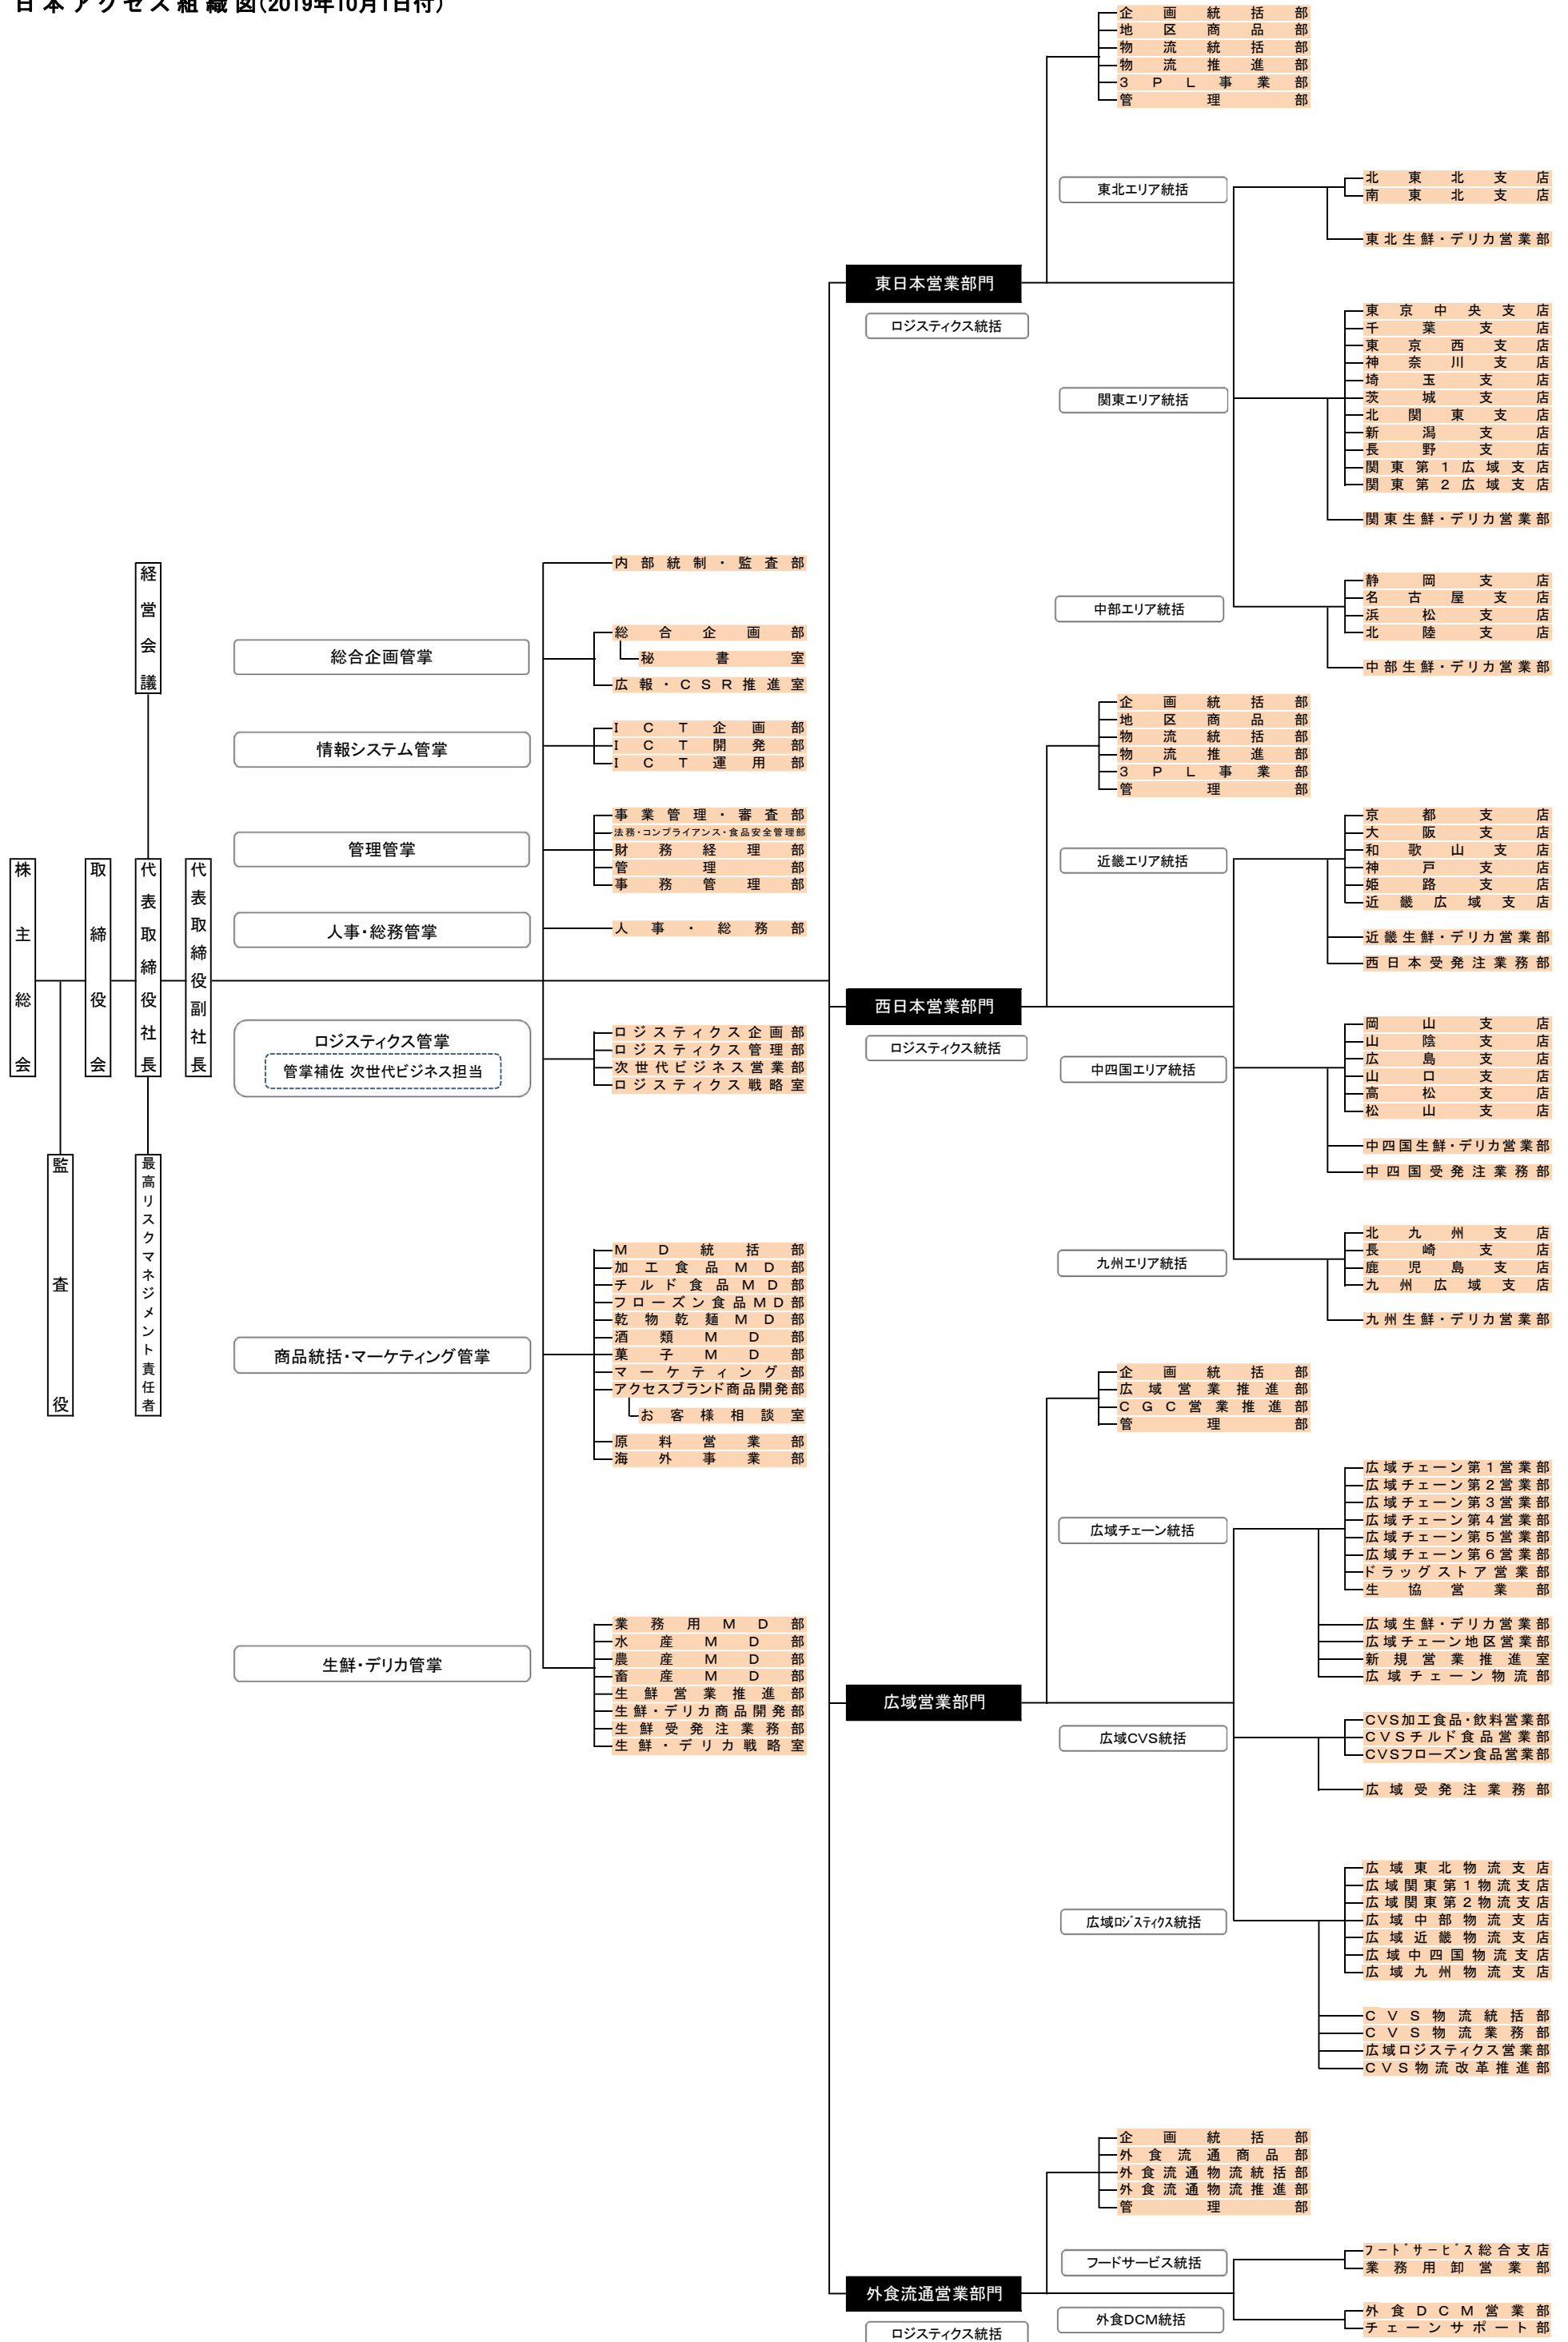 日本アクセス組織図(2019年10月1日付)
株主総会
監査役
取締役会
経営会議
代表取締役社長
最高リスクマネジメント責任者
代表取締役副社長
内部統制・監査部
総合企画管掌
総合企画部
秘書室
広報・CSR推進室
情報システム管掌
ICT企画部
ICT開発部
ICT運用部
管理管掌
事業管理・審査部
法務・コンプライアンス・食品安全管理部
財務経理部
管理部
事務管理部
人事・総務管掌
人事・総務部
ロジスティクス管掌
管掌補佐 次世代ビジネス担当
ロジスティクス企画部
ロジスティクス管理部
次世代ビジネス営業部
ロジスティクス戦略室
商品統括・マーケティング管掌
MD統括部
加工食品MD部
チルド食品MD部
フローズン食品MD部
乾物乾麺MD部
酒類MD部
菓子MD部
マーケティング部
アクセスブランド商品開発部
お客様相談室
原料営業部
海外事業部
生鮮・デリカ管掌
業務用MD部
水産MD部
農産MD部
畜産MD部
生鮮営業推進部
生鮮・デリカ商品開発部
生鮮受発注業務部
生鮮・デリカ戦略室
東日本営業部門
ロジスティクス統括
企画統括部
地区商品部
物流統括部
物流推進部
3PL事業部
管理部
東北エリア統括
北東北支店
南東北支店
東北生鮮・デリカ営業部
関東エリア統括
東京中央支店
千葉支店
東京西支店
神奈川支店
埼玉支店
茨城支店
北関東支店
新潟支店
長野支店
関東第1広域支店
関東第2広域支店
関東生鮮・デリカ営業部
中部エリア統括
静岡支店
名古屋支店
浜松支店
北陸支店
中部生鮮・デリカ営業部
西日本営業部門
ロジスティクス統括
企画統括部
地区商品部
物流統括部
物流推進部
3PL事業部
管理部
近畿エリア統括
京都支店
大阪支店
和歌山支店
神戸支店
姫路支店
近畿広域支店
近畿生鮮・デリカ営業部
西日本受発注業務部
中四国エリア統括
岡山支店
山陰支店
広島支店
山口支店
高松支店
松山支店
中四国生鮮・デリカ営業部
中四国受発注業務部
九州エリア統括
北九州支店
長崎支店
鹿児島支店
九州広域支店
九州生鮮・デリカ営業部
広域営業部門
企画統括部
広域営業推進部
CGC営業推進部
管理部
広域チェーン統括
広域チェーン第1営業部
広域チェーン第2営業部
広域チェーン第3営業部
広域チェーン第4営業部
広域チェーン第5営業部
広域チェーン第6営業部
ドラッグストア営業部
生協営業部
広域生鮮・デリカ営業部
広域チェーン地区営業部
新規営業推進室
広域チェーン物流部
広域CVS統括
CVS加工食品・飲料営業部
CVSチルド食品営業部
CVSフローズン食品営業部
広域受発注業務部
広域ﾛｼﾞｽﾃｨｸｽ統括
広域東北物流支店
広域関東第1物流支店
広域関東第2物流支店
広域中部物流支店
広域近畿物流支店
広域中四国物流支店
広域九州物流支店
CVS物流統括部
CVS物流業務部
広域ロジスティクス営業部
CVS物流改革推進部
外食流通営業部門
ロジスティクス統括
企画統括部
外食流通商品部
外食流通物流統括部
外食流通物流推進部
管理部
フードサービス統括
ﾌｰﾄﾞｻｰﾋﾞｽ総合支店
業務用卸営業部
外食DCM統括
外食DCM営業部
チェーンサポート部